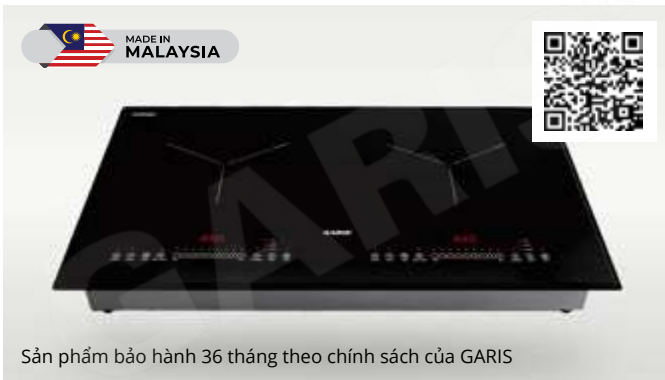 MADE IN
MALAYSIA
GARIS
Sản phẩm bảo hành 36 tháng theo chính sách của GARIS